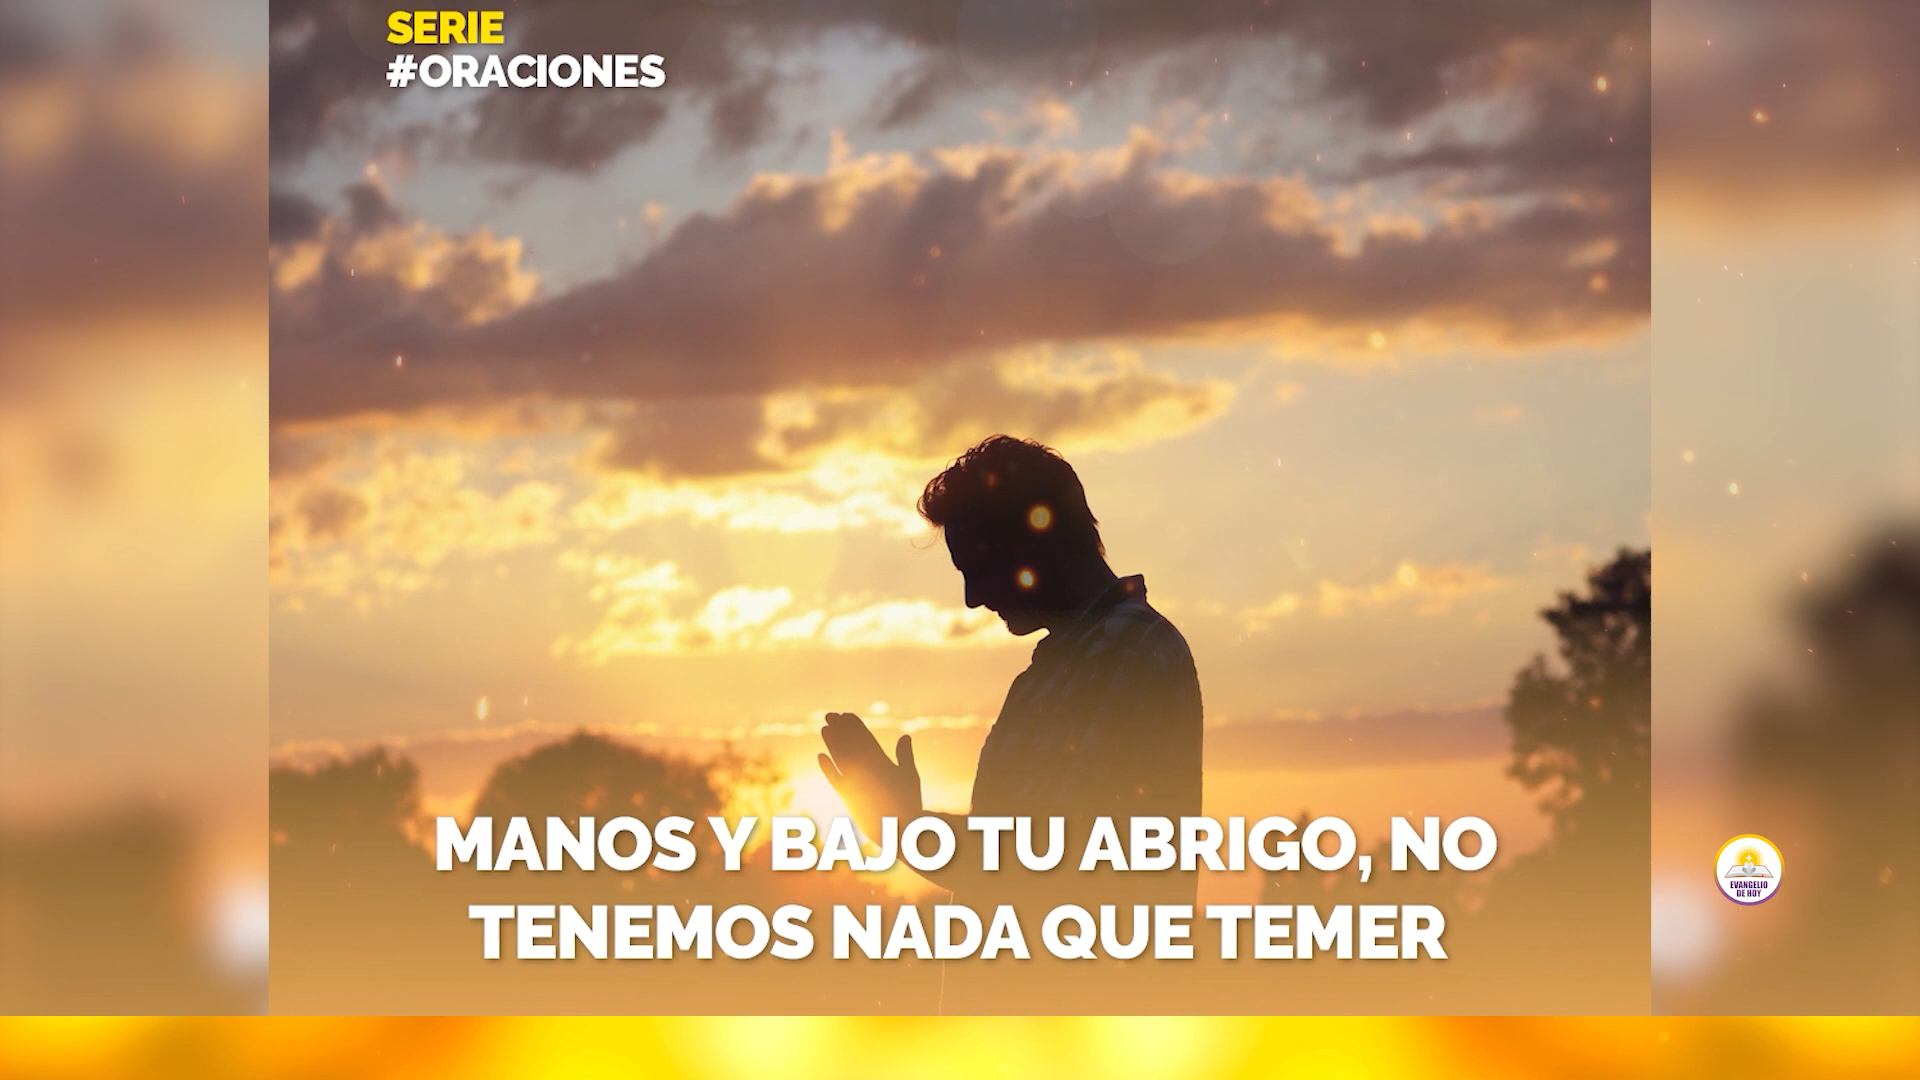 SERIE
#ORACIONES
MANOS Y BAJO TU ABRIGO, NO
TENEMOS NADA QUE TEMER
EVANGELIO
DE HOY